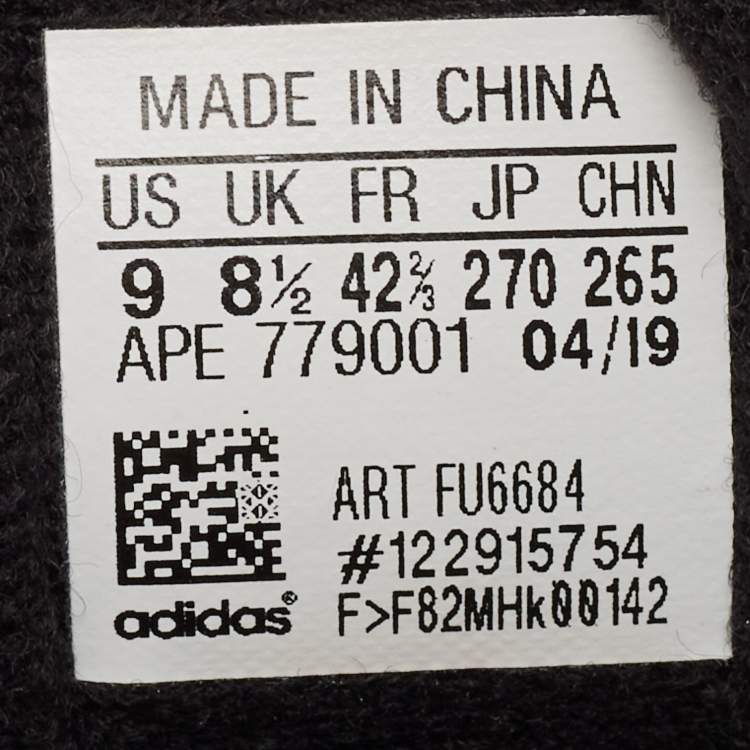 MADE IN CHINA
US UK FR JP CHN
9 8½ 42⅔ 270 265
APE 779001 04/19
ART FU6684
#122915754
adidas®
F>F82MHk00142